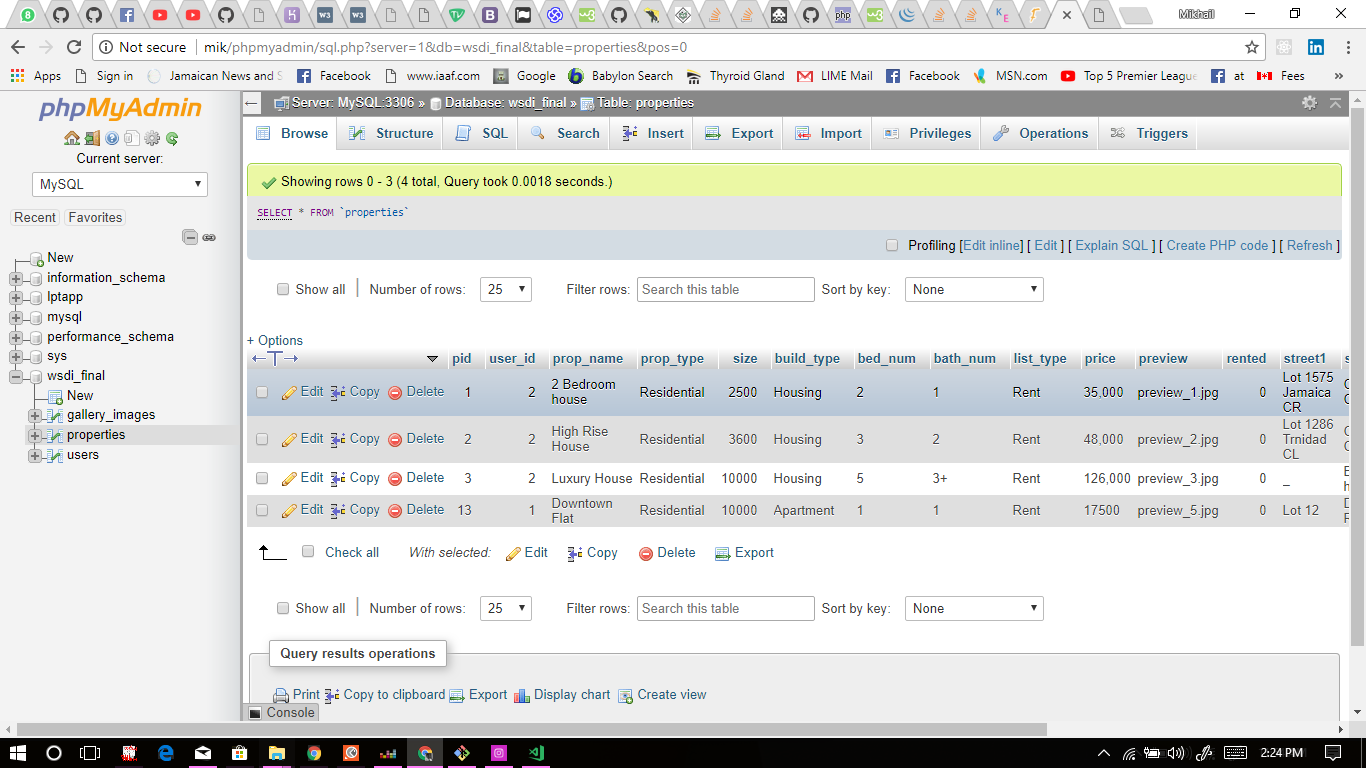 Mikhail
Not secure mik/phpmyadmin/sql.php?server=1&db=wsdi_final&table=properties&pos=0
Apps Sign in Jamaican News and S Facebook www.iaaf.com Google Babylon Search Thyroid Gland LIME Mail Facebook MSN.com Top 5 Premier League at Fees »
phpMyAdmin
Current server:
MySQL
Recent Favorites
New
information_schema
lptapp
mysql
performance_schema
sys
wsdi_final
New
gallery_images
properties
users
Server: MySQL:3306 » Database: wsdi_final » Table: properties
Browse Structure SQL Search Insert Export Import Privileges Operations Triggers
Showing rows 0 - 3 (4 total, Query took 0.0018 seconds.)
SELECT * FROM `properties`
Profiling [Edit inline] [ Edit ] [ Explain SQL ] [ Create PHP code ] [ Refresh ]
Show all Number of rows: 25 Filter rows: Search this table Sort by key: None
+ Options
←T→ pid user_id prop_name prop_type size build_type bed_num bath_num list_type price preview rented street1 s
Edit Copy Delete 1 2 2 Bedroom house Residential 2500 Housing 2 1 Rent 35,000 preview_1.jpg 0 Lot 1575 Jamaica CR
Edit Copy Delete 2 2 High Rise House Residential 3600 Housing 3 2 Rent 48,000 preview_2.jpg 0 Lot 1286 Trnidad CL
Edit Copy Delete 3 2 Luxury House Residential 10000 Housing 5 3+ Rent 126,000 preview_3.jpg 0 _
Edit Copy Delete 13 1 Downtown Flat Residential 10000 Apartment 1 1 Rent 17500 preview_5.jpg 0 Lot 12
Check all With selected: Edit Copy Delete Export
Show all Number of rows: 25 Filter rows: Search this table Sort by key: None
Query results operations
Print Copy to clipboard Export Display chart Create view
Console
2:24 PM